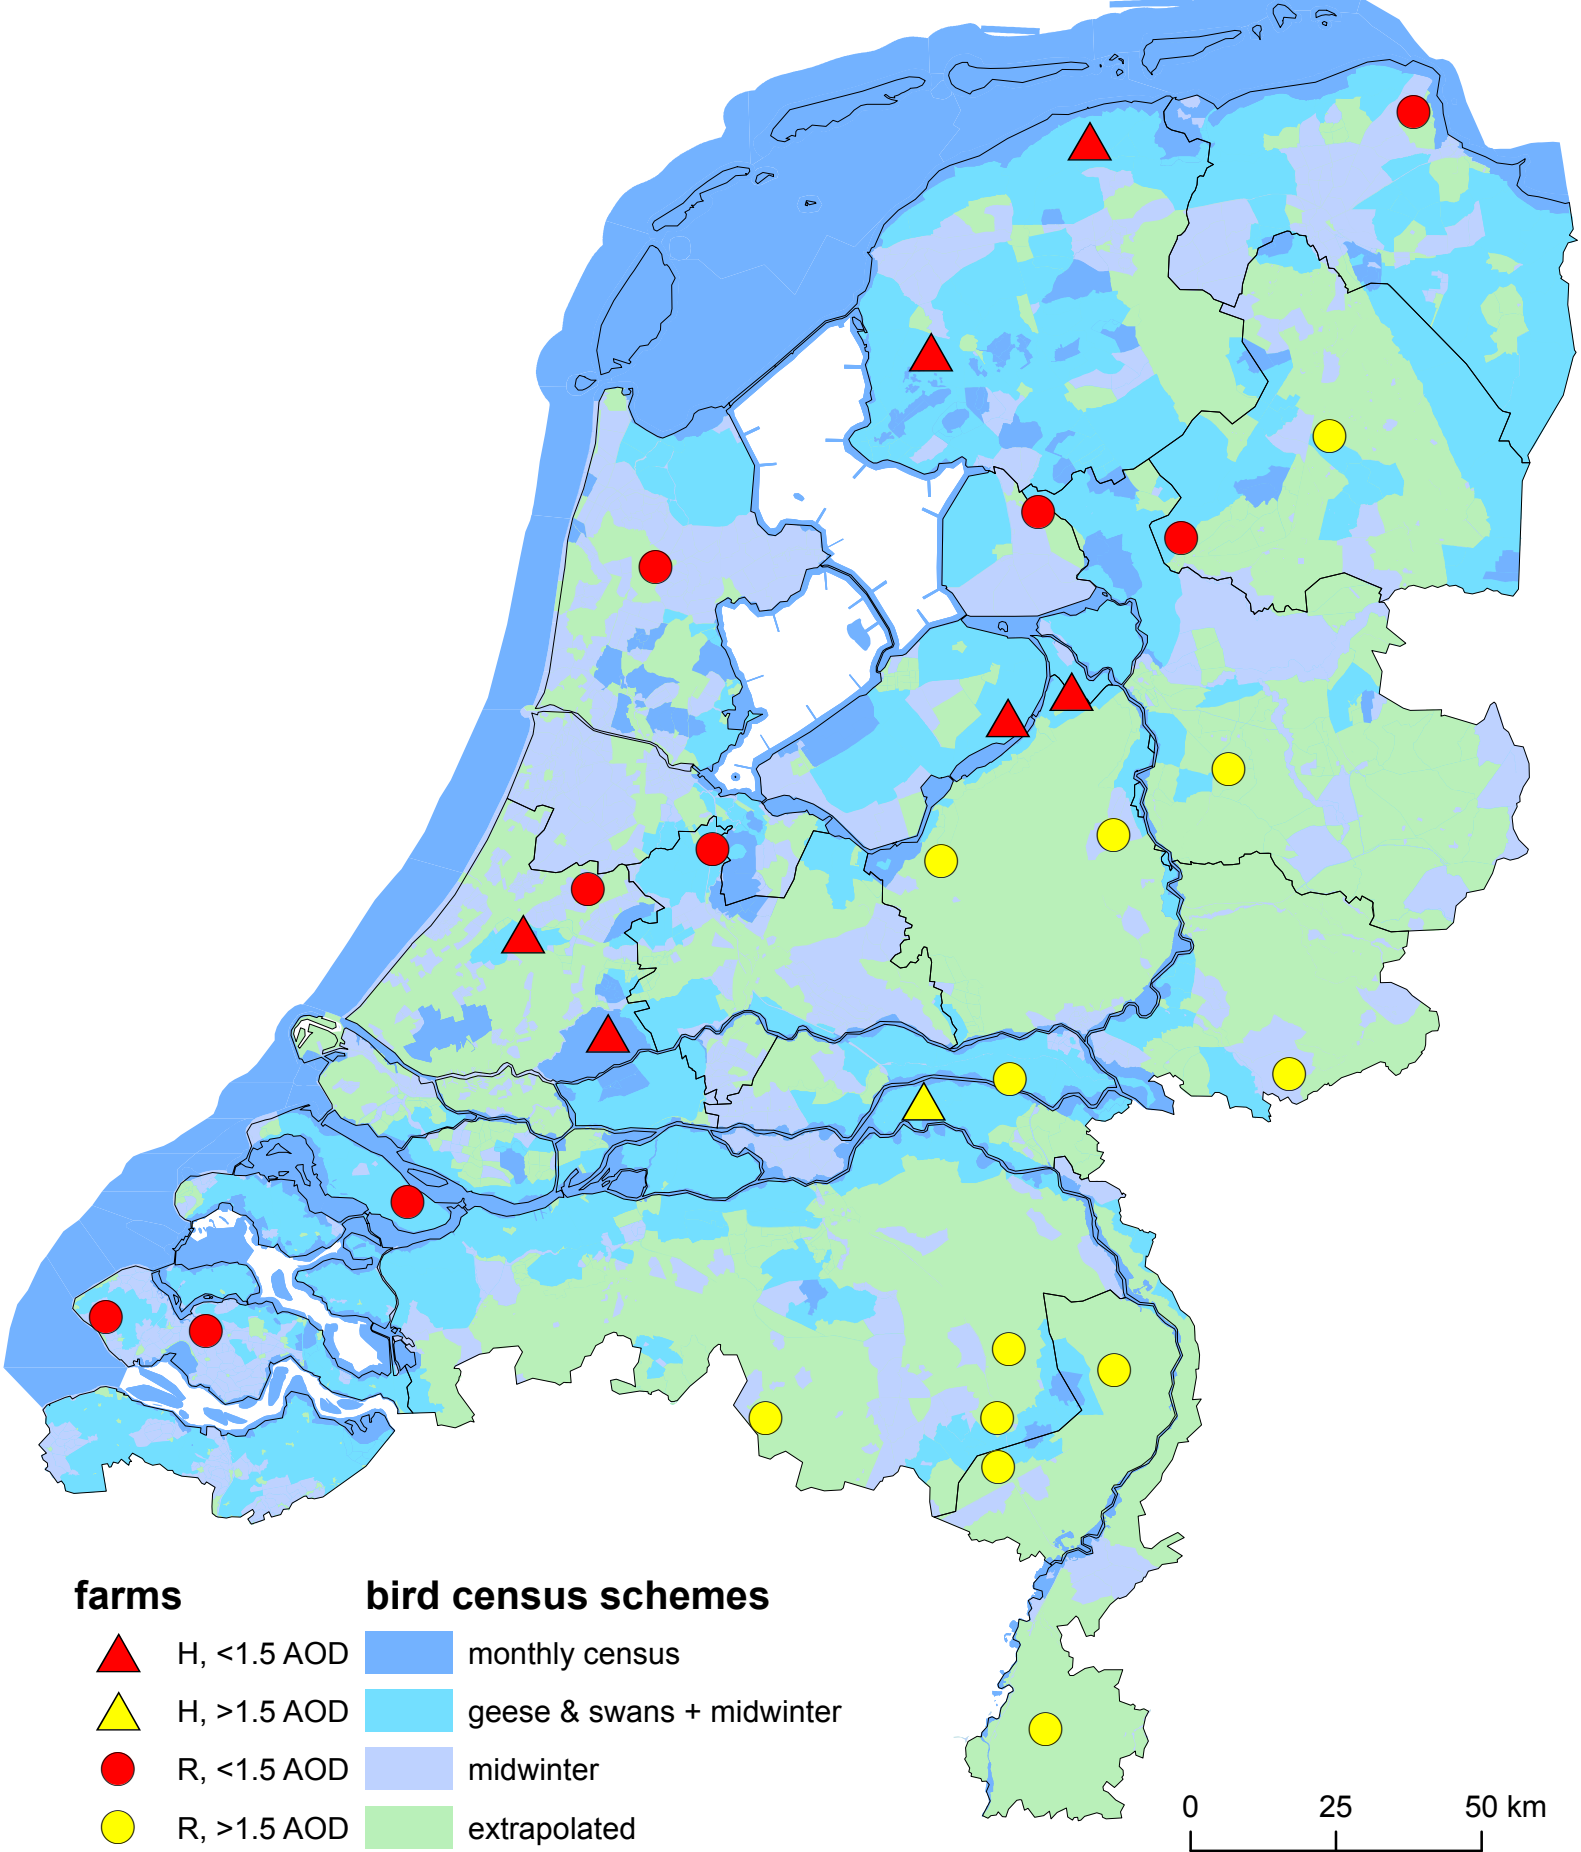 farms
bird census schemes
H, <1.5 AOD
monthly census
H, >1.5 AOD
geese & swans + midwinter
R, <1.5 AOD
midwinter
R, >1.5 AOD
extrapolated
0 25 50 km